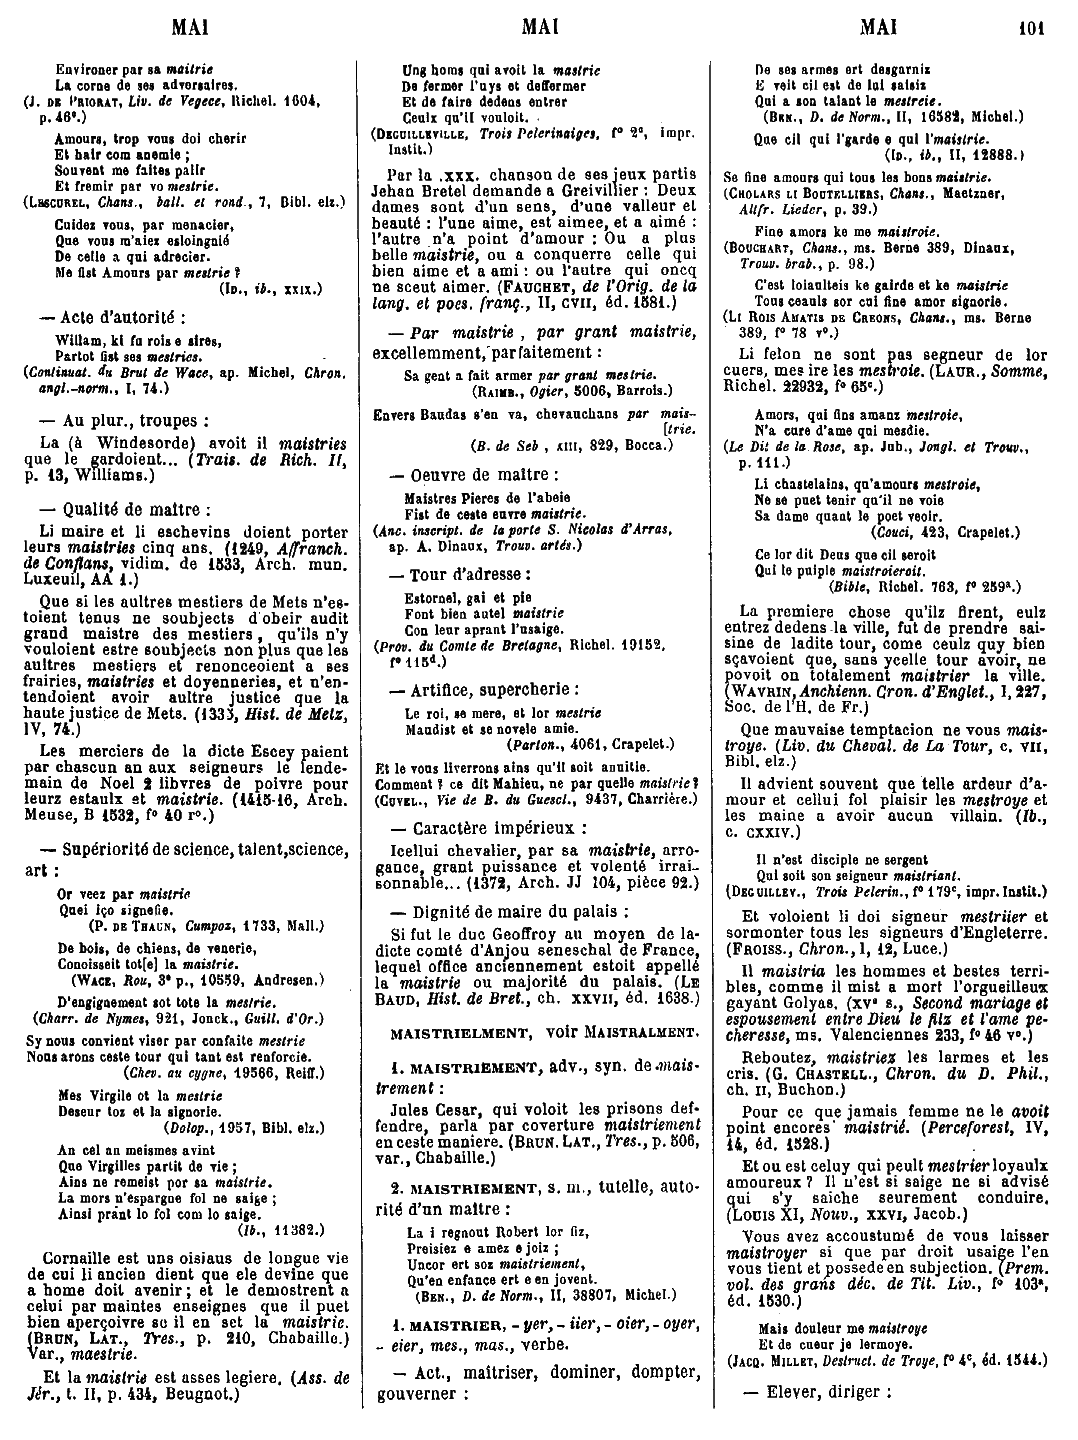 MAI MAI MAI 101
Environer par sa maitrie
La corne de ses adversaires.
(J. DE PRIORAT, Liv. de Vegece, Richel. 1604,
p. 46ᵉ.)
Amours, trop vous doi cherir
Et hair com anemie ;
Souvent me faites palir
Et fremir par vo mestrie.
(LESCUREL, Chans., ball. et rond., 7, Bibl. elz.)
Cuidez vous, par menacier,
Que vous m'aiez esloingnié
De celle a qui adrecier.
Me fist Amours par mestrie ?
(ID., ib., XXIX.)
— Acte d'autorité :
Willam, ki fu rois e sires,
Partot fist ses mestries.
(Continuat. du Brut de Wace, ap. Michel, Chron.
angl.-norm., I, 74.)
— Au plur., troupes :
La (à Windesorde) avoit il maistries
que le gardoient... (Trais. de Rich. II,
p. 13, Williams.)
— Qualité de maître :
Li maire et li eschevins doient porter
leurs maistries cinq ans. (1249, Affranch.
de Conflans, vidim. de 1533, Arch. mun.
Luxeuil, AA 1.)
Que si les aultres mestiers de Mets n'es-
toient tenus ne soubjects d'obeir audit
grand maistre des mestiers, qu'ils n'y
vouloient estre soubjects non plus que les
aultres mestiers et renonceoient a ses
frairies, maistries et doyenneries, et n'en-
tendoient avoir aultre justice que la
haute justice de Mets. (1333, Hist. de Metz,
IV, 74.)
Les merciers de la dicte Escey paient
par chascun an aux seigneurs le lende-
main de Noel 2 libvres de poivre pour
leurz estaulx et maistrie. (1415-16, Arch.
Meuse, B 1532, fº 40 rº.)
— Supériorité de science, talent, science,
art :
Or veez par maistrie
Quei iço signefie.
(P. DE THAUN, Cumpoz, 1733, Mall.)
De bois, de chiens, de venerie,
Conoisseit tot[e] la maistrie.
(WACE, Rou, 3ᵉ p., 10559, Andresen.)
D'engignement sot tote la mestrie.
(Charr. de Nymes, 921, Jonck., Guill. d'Or.)
Sy nous convient viser par confaite mestrie
Nous arons ceste tour qui tant est renforcie.
(Chev. au cygne, 19566, Reiff.)
Mes Virgile ot la mestrie
Deseur toz et la signorie.
(Dolop., 1957, Bibl. elz.)
An cel an meismes avint
Que Virgilles partit de vie ;
Ains ne remeist por sa maistrie.
La mors n'espargne fol ne saige ;
Ainsi prant lo fol com lo saige.
(Ib., 11382.)
Cornaille est uns oisiaus de longue vie
de cui li ancien dient que ele devine que
a home doit avenir ; et le demostrent a
celui par maintes enseignes que il puet
bien aperçoivre se il en set la maistrie.
(BRUN, LAT., Tres., p. 210, Chabaille.)
Var., maestrie.
Et la maistrie est asses legiere. (Ass. de
Jér., t. II, p. 434, Beugnot.)
Ung homs qui avoit la mastrie
De fermer l'uys et deffermer
Et de faire dedens entrer
Ceulx qu'il vouloit.
(DEGUILLEVILLE, Trois Pelerinaiges, fº 2ᵃ, impr.
Instit.)
Par la .xxx. chanson de ses jeux partis
Jehan Bretel demande a Greivillier : Deux
dames sont d'un sens, d'une valleur et
beauté : l'une aime, est aimee, et a aimé :
l'autre n'a point d'amour : Ou a plus
belle maistrie, ou a conquerre celle qui
bien aime et a ami : ou l'autre qui oncq
ne sceut aimer. (FAUCHET, de l'Orig. de la
lang. et poes. franç., II, CVII, éd. 1581.)
— Par maistrie, par grant maistrie,
excellemment, parfaitement :
Sa gent a fait armer par grant mestrie.
(RAIMB., Ogier, 5006, Barrois.)
Envers Baudas s'en va, chevauchans par mais-
[trie.
(B. de Seb, XIII, 829, Bocca.)
— Oeuvre de maître :
Maistres Pieres de l'abeie
Fist de ceste euvre maistrie.
(Anc. inscript. de la porte S. Nicolas d'Arras,
ap. A. Dinaux, Trouv. artés.)
— Tour d'adresse :
Estornel, gai et pie
Font bien autel maistrie
Con leur aprant l'usaige.
(Prov. du Comte de Bretagne, Richel. 19152,
fº 115ᵈ.)
— Artifice, supercherie :
Le roi, se mere, et lor mestrie
Maudist et se novele amie.
(Parton., 4061, Crapelet.)
Et le vous liverrons ains qu'il soit anuitie.
Comment ? ce dit Mahieu, ne par quelle maistrie ?
(CUVEL., Vie de B. du Guescl., 9437, Charrière.)
— Caractère impérieux :
Icellui chevalier, par sa maistrie, arro-
gance, grant puissance et volenté irrai-
sonnable... (1372, Arch. JJ 104, pièce 92.)
— Dignité de maire du palais :
Si fut le duc Geoffroy au moyen de la-
dicte comté d'Anjou seneschal de France,
lequel office anciennement estoit appellé
la maistrie ou majorité du palais. (LE
BAUD, Hist. de Bret., ch. XXVII, éd. 1638.)
MAISTRIELMENT, voir MAISTRALMENT.
1. MAISTRIEMENT, adv., syn. de mais-
trement :
Jules Cesar, qui voloit les prisons def-
fendre, parla par coverture maistriement
en ceste maniere. (BRUN. LAT., Tres., p. 506,
var., Chabaille.)
2. MAISTRIEMENT, s. m., tutelle, auto-
rité d'un maître :
La i regnout Robert lor fiz,
Preisiez e amez e joiz ;
Uncor ert soz maistriement,
Qu'en enfance ert e en jovent.
(BEN., D. de Norm., II, 38807, Michel.)
1. MAISTRIER, - yer, - iier, - oier, - oyer,
- eier, mes., mas., verbe.
— Act., maîtriser, dominer, dompter,
gouverner :
De ses armes ert desgarniz
E veit cil est de lui saisiz
Qui a son talant le mestreie.
(BEN., D. de Norm., II, 16582, Michel.)
Que cil qui l'garde e qui l'maistrie.
(ID., ib., II, 12888.)
Se fine amours qui tous les bons maistrie.
(CHOLARS LI BOUTELLIERS, Chans., Maetzner,
Altfr. Lieder, p. 39.)
Fine amors ke me maistroie.
(BOUCHART, Chans., ms. Berne 389, Dinaux,
Trouv. brab., p. 98.)
C'est loiaulteis ke gairde et ke maistrie
Tous ceauls sor cui fine amor signorie.
(LI ROIS AMATIS DE CREONS, Chans., ms. Berne
389, fº 78 vº.)
Li felon ne sont pas segneur de lor
cuers, mes ire les mestroie. (LAUR., Somme,
Richel. 22932, fº 65ᶜ.)
Amors, qui fins amanz mestroie,
N'a cure d'ame qui mesdie.
(Le Dit de la Rose, ap. Jub., Jongl. et Trouv.,
p. 111.)
Li chastelains, qu'amours mestroie,
Ne se puet tenir qu'il ne voie
Sa dame quant le poet veoir.
(Couci, 423, Crapelet.)
Ce lor dit Deus que cil seroit
Qui le puiple maistroieroit.
(Bible, Richel. 763, fº 259ᵃ.)
La premiere chose qu'ilz firent, eulz
entrez dedens la ville, fut de prendre sai-
sine de ladite tour, come ceulz quy bien
sçavoient que, sans ycelle tour avoir, ne
povoit on totalement maistrier la ville.
(WAVRIN, Anchienn. Cron. d'Englet., I, 227,
Soc. de l'H. de Fr.)
Que mauvaise temptacion ne vous mais-
troye. (Liv. du Cheval. de La Tour, c. VII,
Bibl. elz.)
Il advient souvent que telle ardeur d'a-
mour et cellui fol plaisir les mestroye et
les maine a avoir aucun villain. (Ib.,
c. CXXIV.)
Il n'est disciple ne sergent
Qui soit son seigneur maistriant.
(DEGUILLEV., Trois Pelerin., fº 179ᶜ, impr. Instit.)
Et voloient li doi signeur mestriier et
sormonter tous les signeurs d'Engleterre.
(FROISS., Chron., I, 12, Luce.)
Il maistria les hommes et bestes terri-
bles, comme il mist a mort l'orgueilleux
gayant Golyas. (XVᵉ s., Second mariage et
espousement entre Dieu le filz et l'ame pe-
cheresse, ms. Valenciennes 233, fº 46 vº.)
Reboutez, maistriez les larmes et les
cris. (G. CHASTELL., Chron. du D. Phil.,
ch. II, Buchon.)
Pour ce que jamais femme ne le avoit
point encores maistrié. (Perceforest, IV,
14, éd. 1528.)
Et ou est celuy qui peult mestrier loyaulx
amoureux ? Il n'est si saige ne si advisé
qui s'y saiche seurement conduire.
(LOUIS XI, Nouv., XXVI, Jacob.)
Vous avez accoustumé de vous laisser
maistroyer si que par droit usaige l'en
vous tient et possede en subjection. (Prem.
vol. des grans déc. de Tit. Liv., fº 103ᵃ,
éd. 1530.)
Mais douleur me maistroye
Et de cueur je lermoye.
(JACQ. MILLET, Destruct. de Troye, fº 4ᶜ, éd. 1544.)
— Elever, diriger :